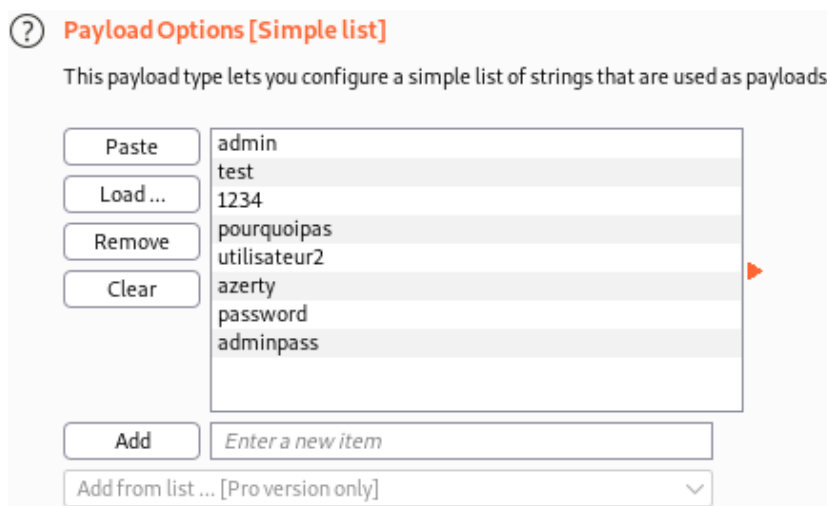 Payload Options [Simple list]
This payload type lets you configure a simple list of strings that are used as payloads
Paste
Load ...
Remove
Clear
admin
test
1234
pourquoipas
utilisateur2
azerty
password
adminpass
Add
Enter a new item
Add from list ... [Pro version only]